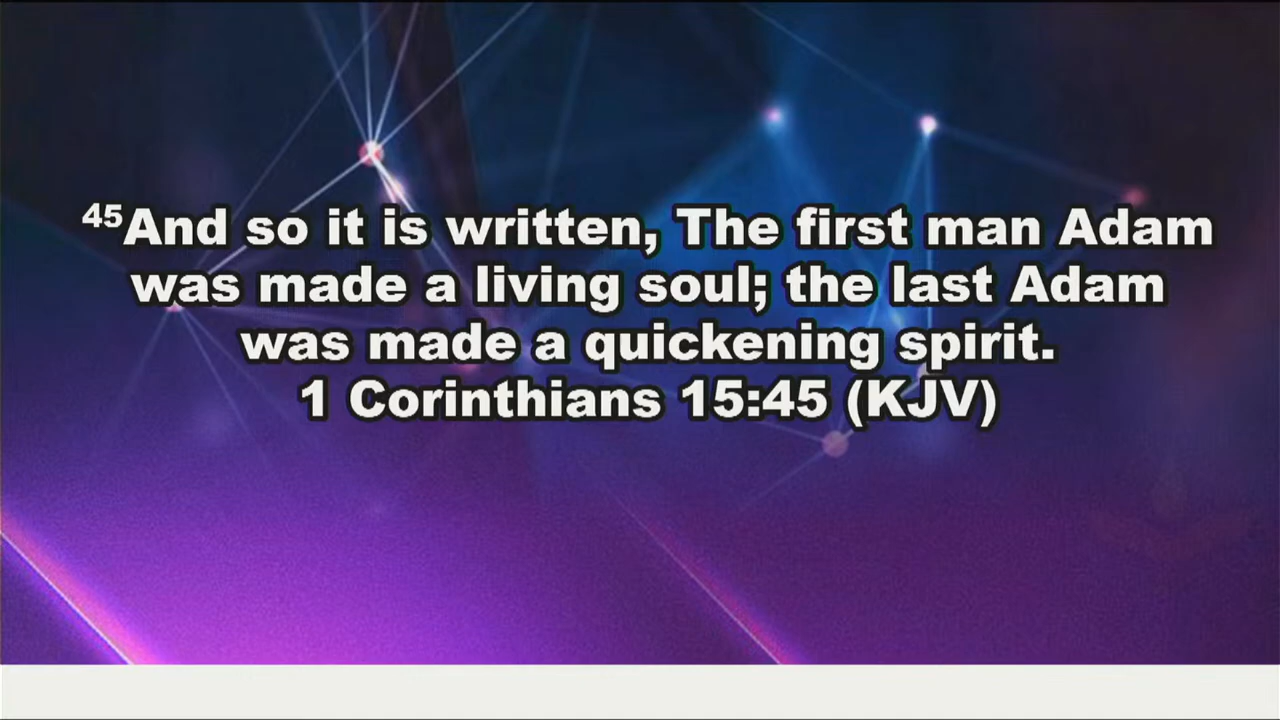 45And so it is written, The first man Adam
was made a living soul; the last Adam
was made a quickening spirit.
1 Corinthians 15:45 (KJV)